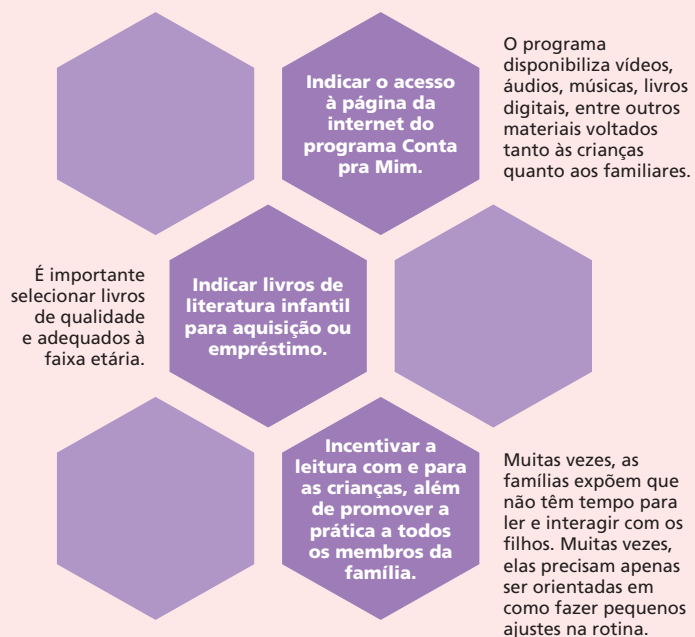 Indicar o acesso
à página da
internet do
programa Conta
pra Mim.
O programa
disponibiliza vídeos,
áudios, músicas, livros
digitais, entre outros
materiais voltados
tanto às crianças
quanto aos familiares.
É importante
selecionar livros
de qualidade
e adequados à
faixa etária.
Indicar livros de
literatura infantil
para aquisição ou
empréstimo.
Incentivar a
leitura com e para
as crianças, além
de promover a
prática a todos
os membros da
família.
Muitas vezes, as
famílias expõem que
não têm tempo para
ler e interagir com os
filhos. Muitas vezes,
elas precisam apenas
ser orientadas em
como fazer pequenos
ajustes na rotina.